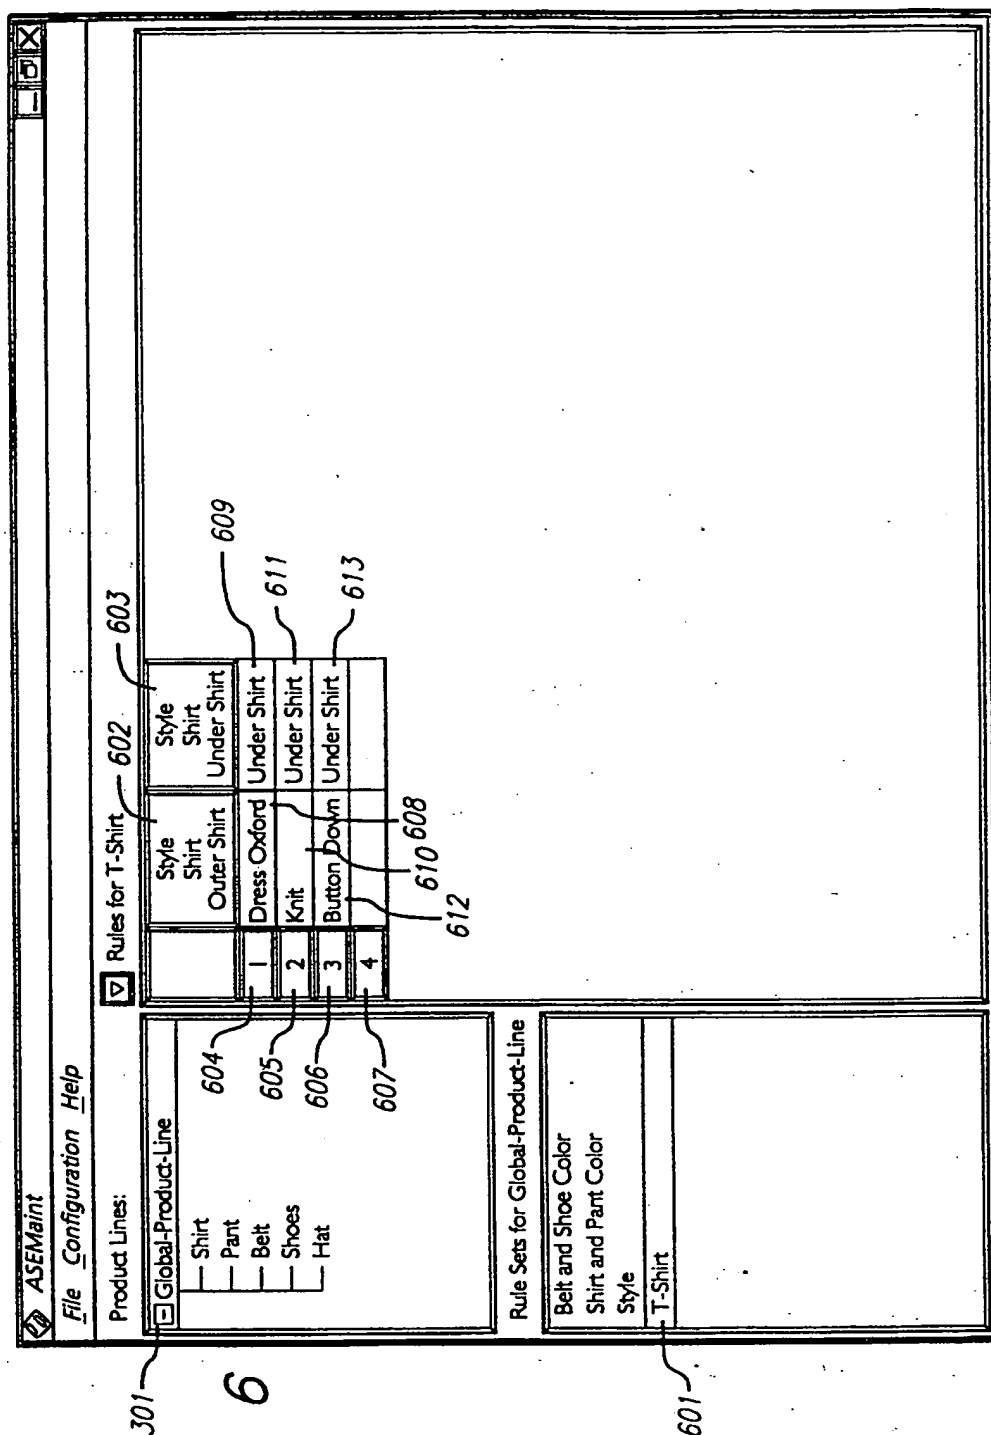 ASEMaint
File Configuration Help
Product Lines:
Global-Product-Line
Shirt
Pant
Belt
Shoes
Hat
Rule Sets for Global-Product-Line
Belt and Shoe Color
Shirt and Pant Color
Style
T-Shirt
Rules for T-Shirt
602
603
Style Shirt Outer Shirt
Style Shirt Under Shirt
1 Dress Oxford Under Shirt
2 Knit Under Shirt
3 Button Down Under Shirt
4
604
605
606
607
608
610
612
609
611
613
301
601
6